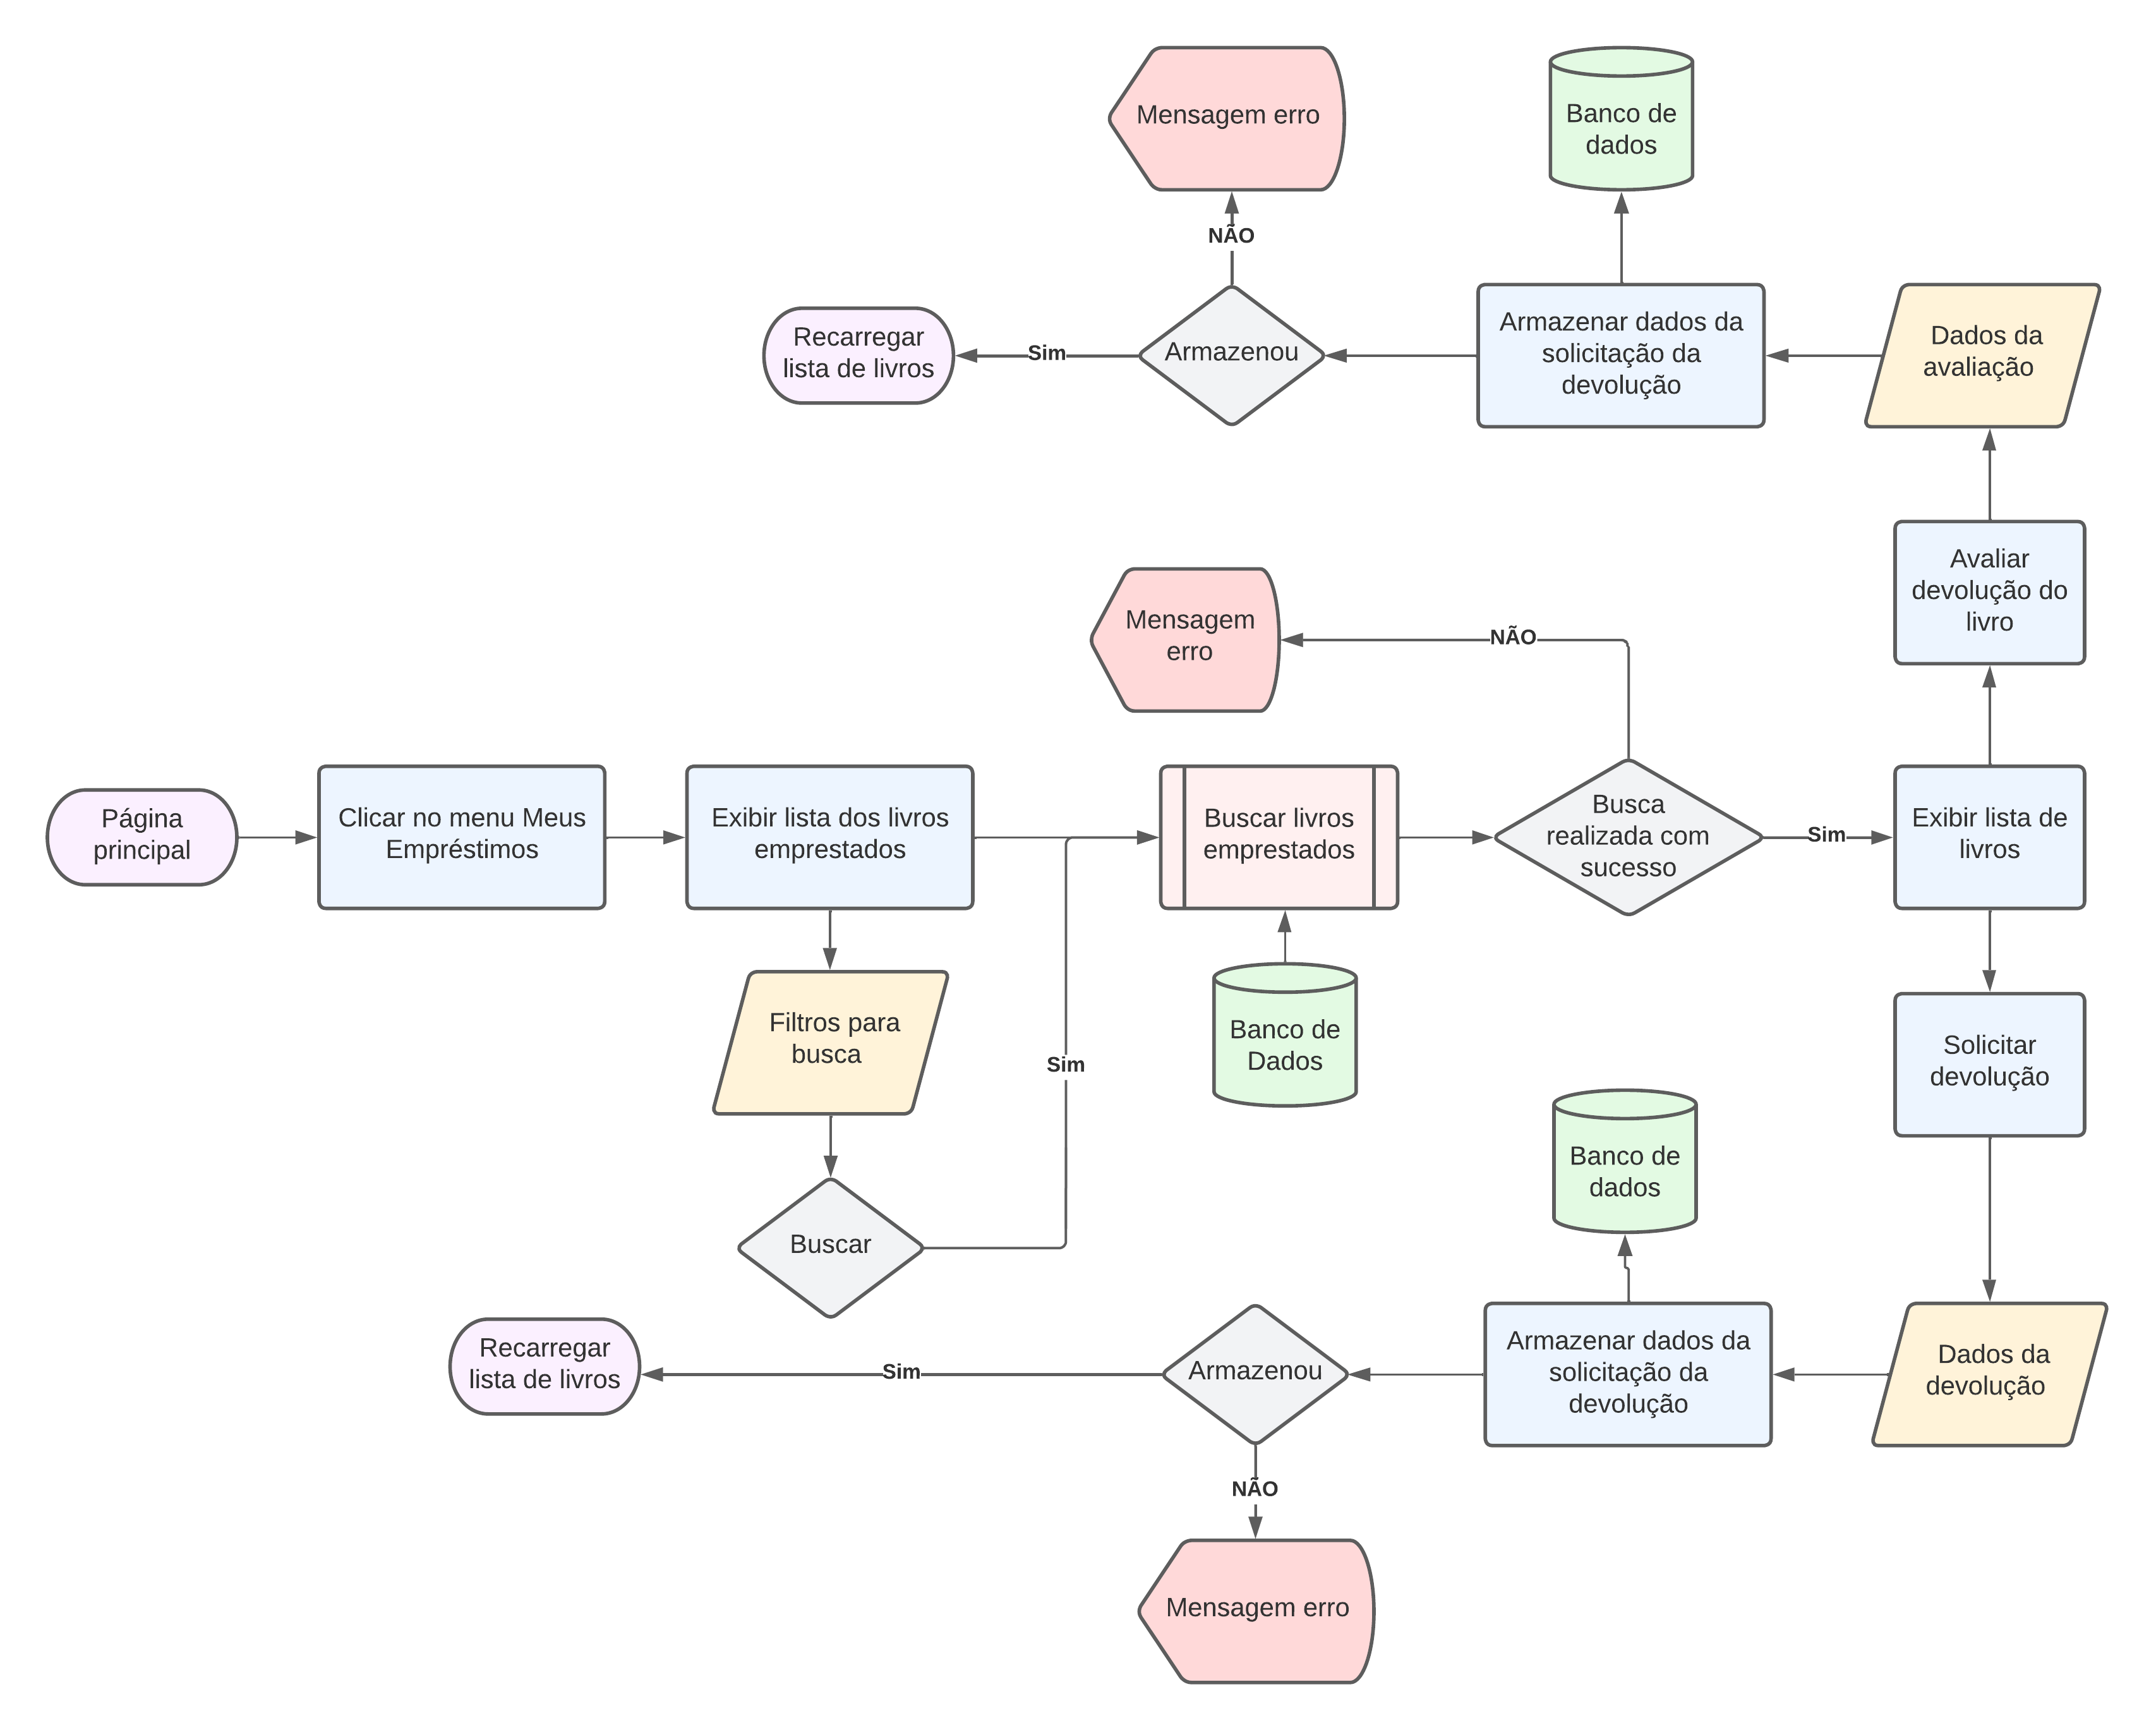 Mensagem erro
Banco de
dados
NÃO
Recarregar
lista de livros
Sim
Armazenou
Armazenar dados da
solicitação da
devolução
Dados da
avaliação
Avaliar
devolução do
livro
Mensagem
erro
NÃO
Página
principal
Clicar no menu Meus
Empréstimos
Exibir lista dos livros
emprestados
Buscar livros
emprestados
Busca
realizada com
sucesso
Sim
Exibir lista de
livros
Filtros para
busca
Sim
Banco de
Dados
Solicitar
devolução
Banco de
dados
Buscar
Recarregar
lista de livros
Sim
Armazenou
Armazenar dados da
solicitação da
devolução
Dados da
devolução
NÃO
Mensagem erro